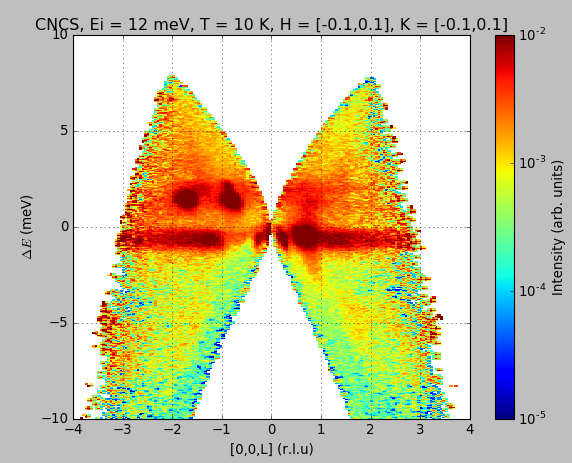 CNCS, Ei = 12 meV, T = 10 K, H = [-0.1,0.1], K = [-0.1,0.1]
10
5
0
−5
−10
ΔE (meV)
−4 −3 −2 −1 0 1 2 3 4
[0,0,L] (r.l.u)
10⁻²
10⁻³
10⁻⁴
10⁻⁵
Intensity (arb. units)